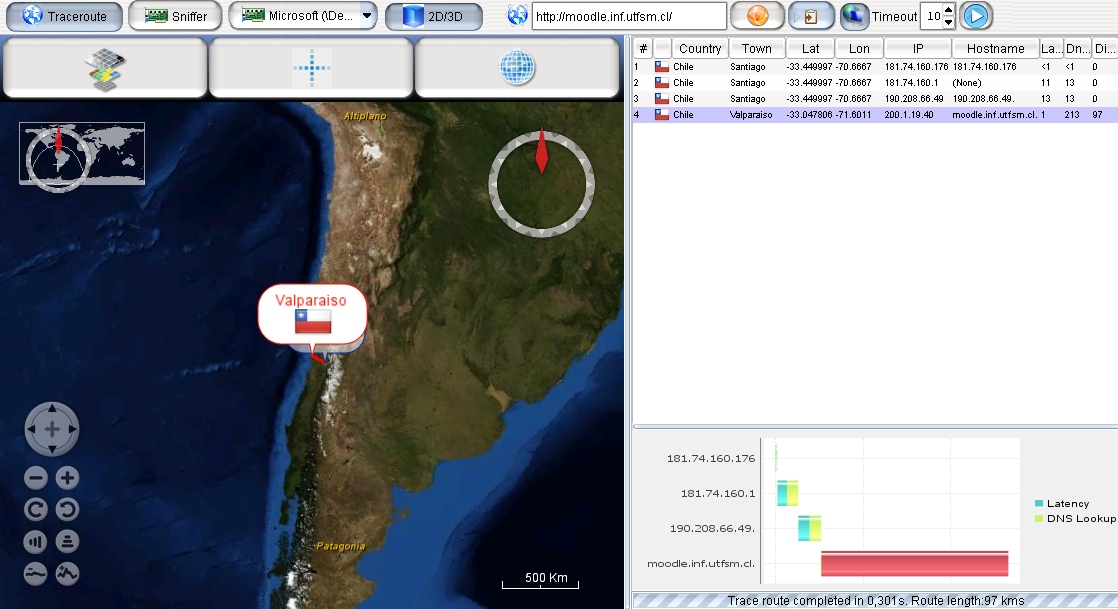 Traceroute Sniffer Microsoft (\De... 2D/3D http://moodle.inf.utfsm.cl/ Timeout 10
# Country Town Lat Lon IP Hostname La... Dn... Di...
1 Chile Santiago -33.449997 -70.6667 181.74.160.176 181.74.160.176 <1 <1 0
2 Chile Santiago -33.449997 -70.6667 181.74.160.1 (None) 11 13 0
3 Chile Santiago -33.449997 -70.6667 190.208.66.49 190.208.66.49. 13 13 0
4 Chile Valparaiso -33.047806 -71.6011 200.1.19.40 moodle.inf.utfsm.cl. 1 213 97
Altiplano
Valparaiso
Patagonia
500 Km
181.74.160.176
181.74.160.1
190.208.66.49.
moodle.inf.utfsm.cl.
Latency
DNS Lookup
Trace route completed in 0,301s. Route length:97 kms